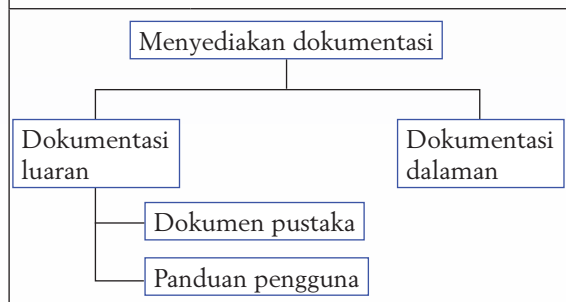 Menyediakan dokumentasi
Dokumentasi
luaran
Dokumentasi
dalaman
Dokumen pustaka
Panduan pengguna